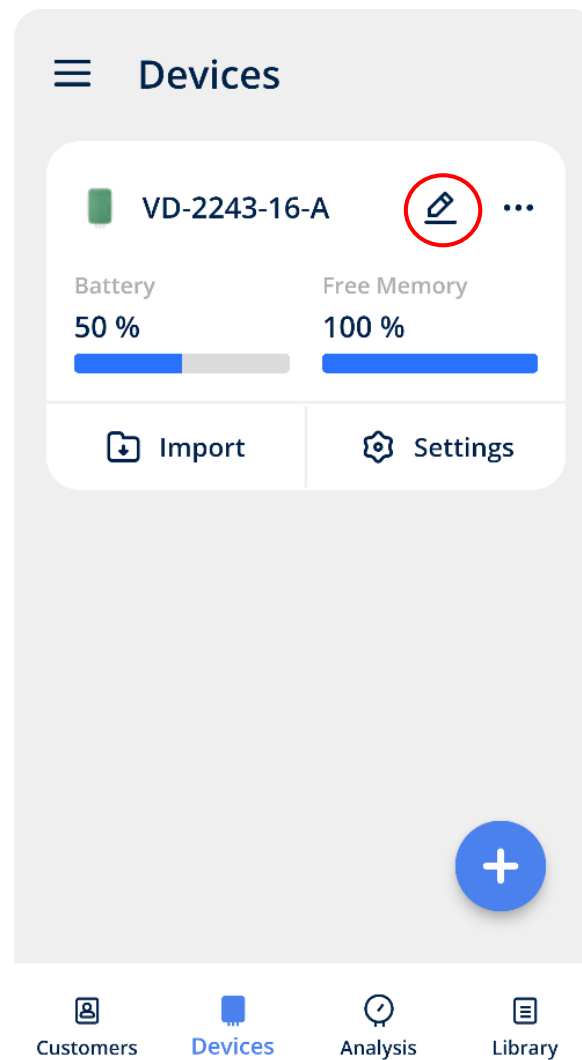 Devices
VD-2243-16-A
Battery Free Memory
50 % 100 %
Import Settings
Customers Devices Analysis Library